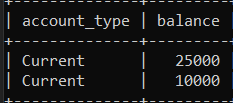 | account_type | balance
| Current | 25000
| Current | 10000